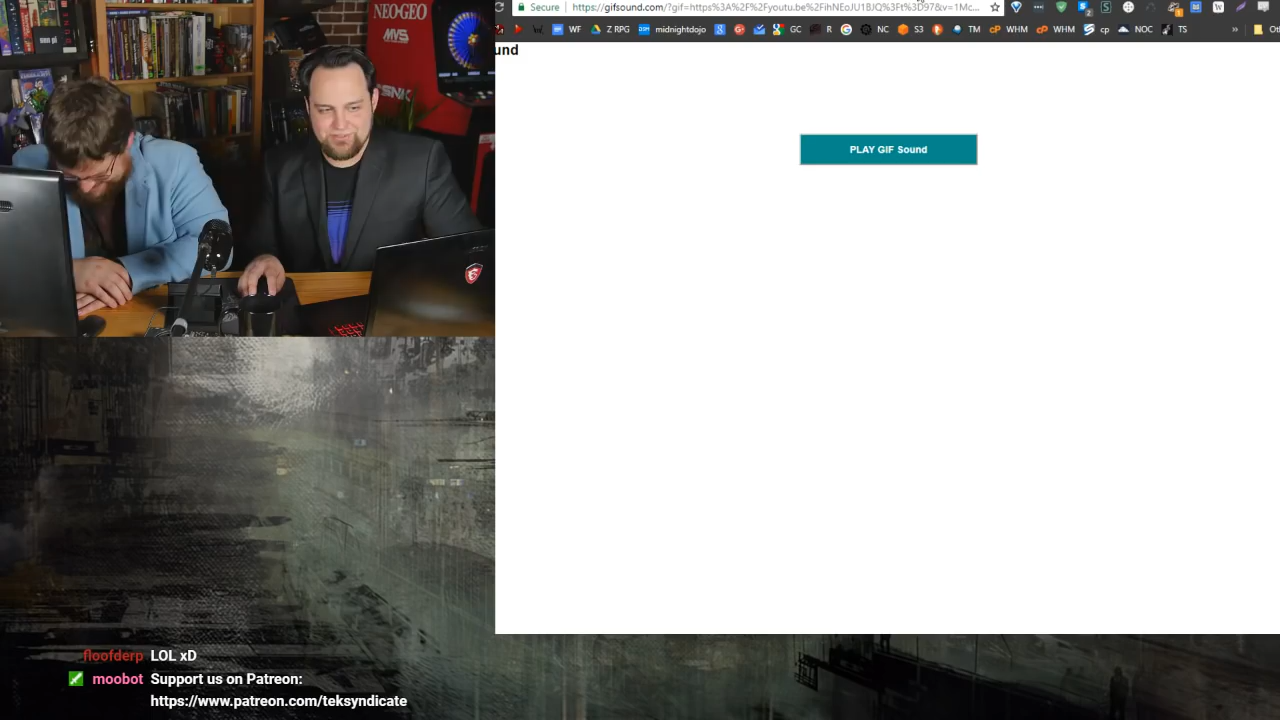 NEO·GEO
MVS
SNK
Secure
https://gifsound.com/?gif=https%3A%2F%2Fyoutu.be%2FihNEoJU1BJQ%3Ft%3D97&v=1Mc...
WF
Z RPG
midnightdojo
GC
R
NC
S3
TM
WHM
WHM
cp
NOC
TS
»
und
PLAY GIF Sound
floofderp LOL xD
moobot Support us on Patreon:
https://www.patreon.com/teksyndicate